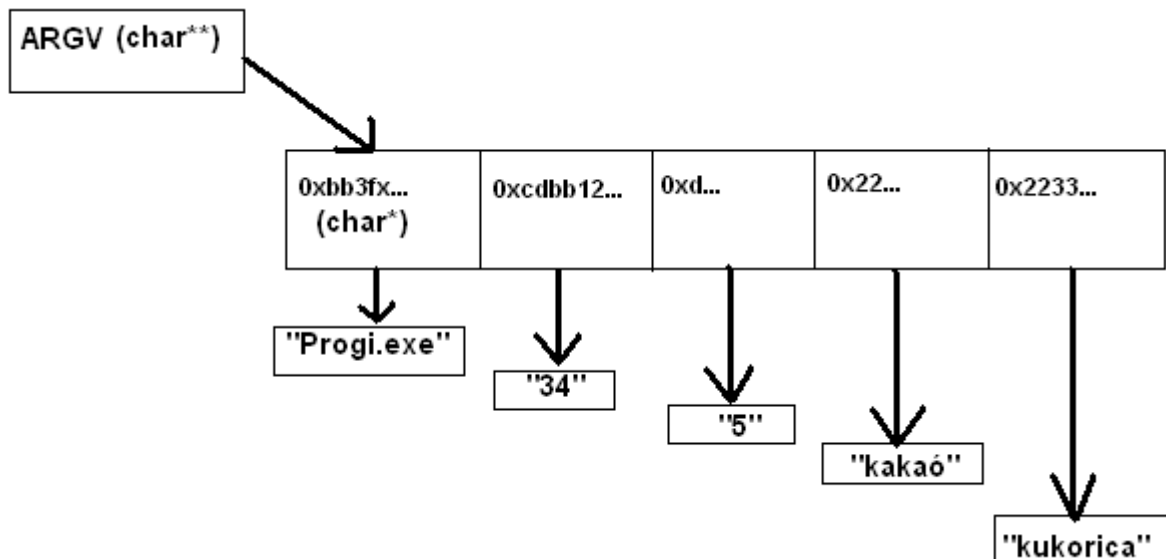 ARGV (char**)
0xbb3fx...
(char*)
0xcdbb12...
0xd...
0x22...
0x2233...
"Progi.exe"
"34"
"5"
"kakaó"
"kukorica"